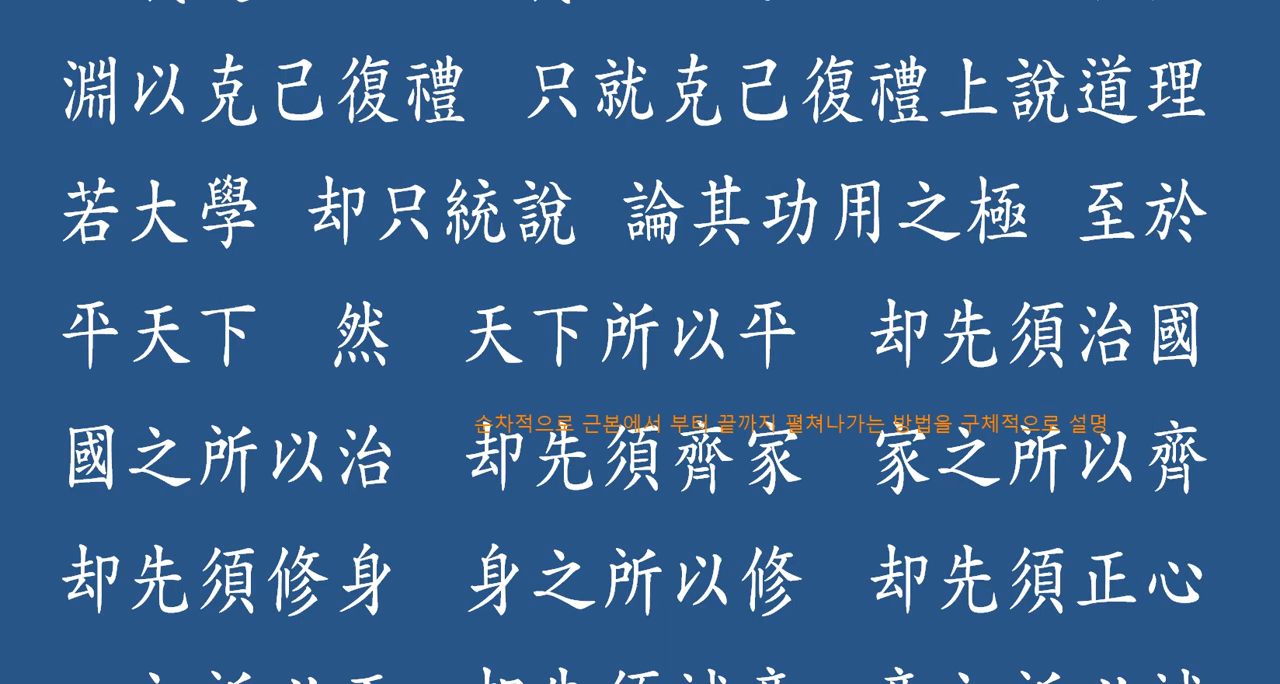 淵以克己復禮 只就克己復禮上說道理
若大學 却只統說 論其功用之極 至於
平天下 然 天下所以平 却先須治國
순차적으로 근본에서 부터 끝까지 펼쳐나가는 방법을 구체적으로 설명
國之所以治 却先須齊家 家之所以齊
却先須修身 身之所以修 却先須正心